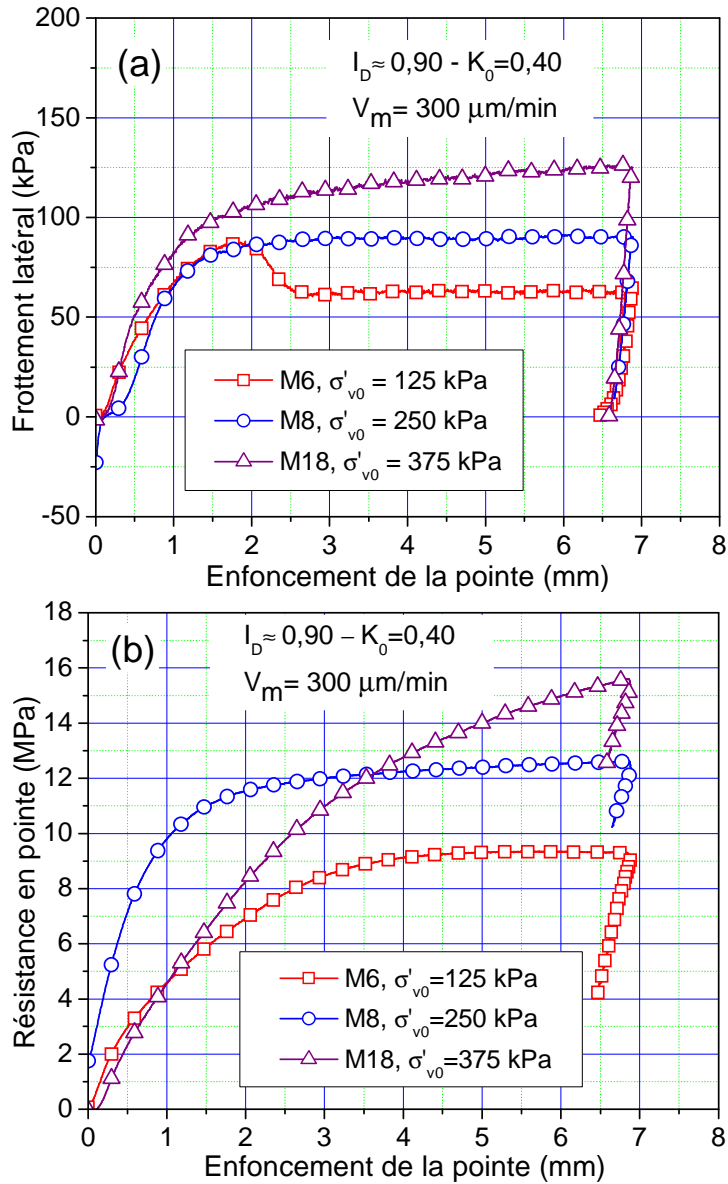 (a)
I_D≈ 0,90 - K_0=0,40
V_m= 300 μm/min
Frottement latéral (kPa)
200
150
100
50
0
-50
M6, σ'_v0 = 125 kPa
M8, σ'_v0 = 250 kPa
M18, σ'_v0 = 375 kPa
0 1 2 3 4 5 6 7 8
Enfoncement de la pointe (mm)
(b)
I_D≈ 0,90 – K_0=0,40
V_m= 300 μm/min
Résistance en pointe (MPa)
18
16
14
12
10
8
6
4
2
0
M6, σ'_v0=125 kPa
M8, σ'_v0=250 kPa
M18, σ'_v0=375 kPa
0 1 2 3 4 5 6 7 8
Enfoncement de la pointe (mm)